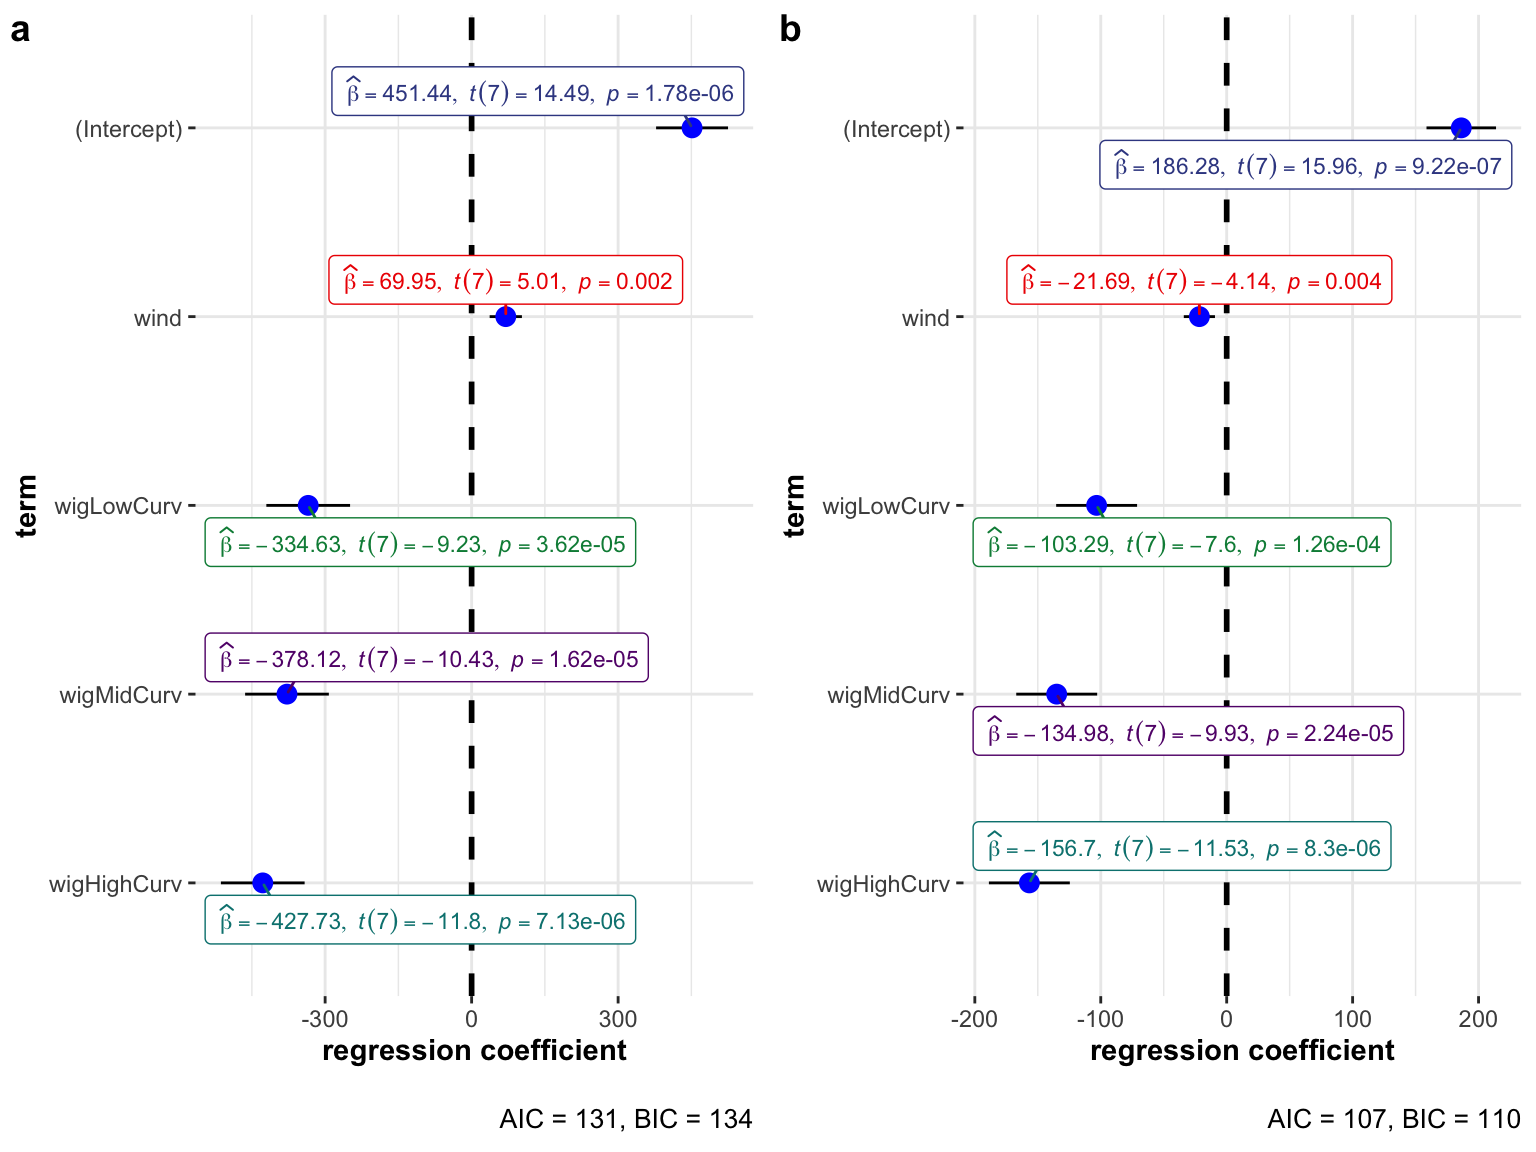 a
(Intercept)
β̂ = 451.44, t(7) = 14.49, p = 1.78e-06
wind
β̂ = 69.95, t(7) = 5.01, p = 0.002
term
wigLowCurv
β̂ = −334.63, t(7) = −9.23, p = 3.62e-05
wigMidCurv
β̂ = −378.12, t(7) = −10.43, p = 1.62e-05
wigHighCurv
β̂ = −427.73, t(7) = −11.8, p = 7.13e-06
-300 0 300
regression coefficient
AIC = 131, BIC = 134
b
(Intercept)
β̂ = 186.28, t(7) = 15.96, p = 9.22e-07
wind
β̂ = −21.69, t(7) = −4.14, p = 0.004
term
wigLowCurv
β̂ = −103.29, t(7) = −7.6, p = 1.26e-04
wigMidCurv
β̂ = −134.98, t(7) = −9.93, p = 2.24e-05
wigHighCurv
β̂ = −156.7, t(7) = −11.53, p = 8.3e-06
-200 -100 0 100 200
regression coefficient
AIC = 107, BIC = 110